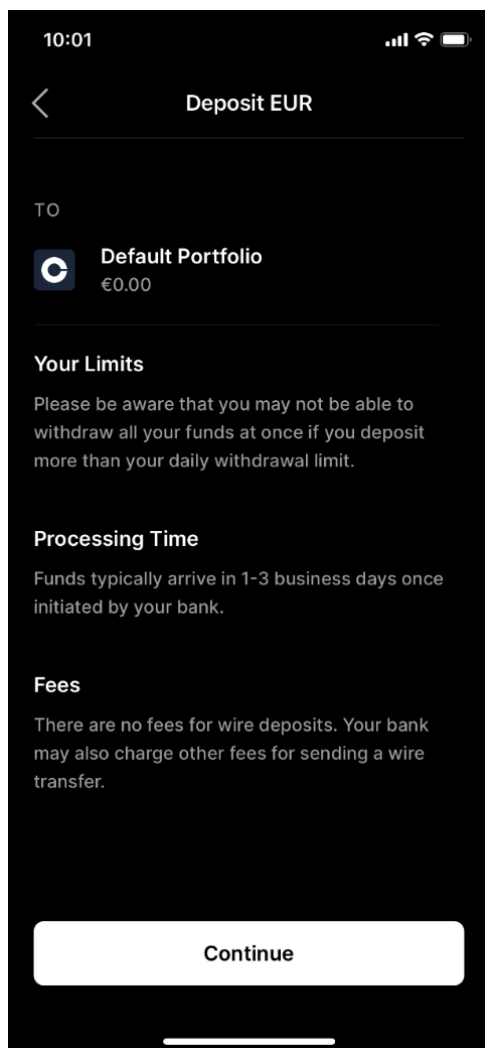 10:01
Deposit EUR
TO
Default Portfolio
€0.00
Your Limits
Please be aware that you may not be able to
withdraw all your funds at once if you deposit
more than your daily withdrawal limit.
Processing Time
Funds typically arrive in 1-3 business days once
initiated by your bank.
Fees
There are no fees for wire deposits. Your bank
may also charge other fees for sending a wire
transfer.
Continue